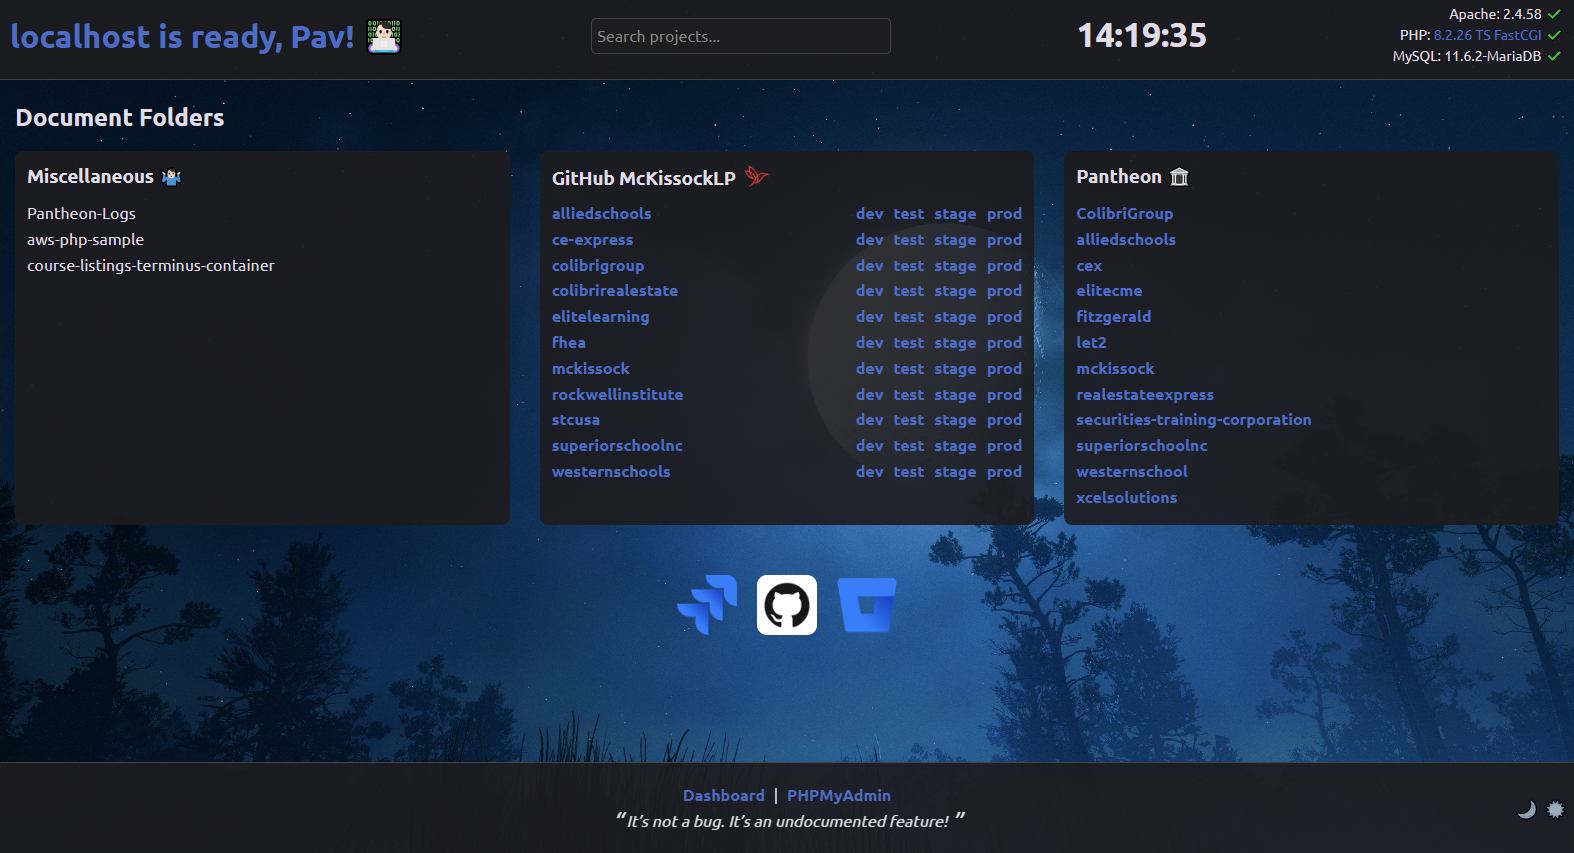 localhost is ready, Pav!
Search projects...
14:19:35
Apache: 2.4.58
PHP: 8.2.26 TS FastCGI
MySQL: 11.6.2-MariaDB
Document Folders
Miscellaneous
Pantheon-Logs
aws-php-sample
course-listings-terminus-container
GitHub McKissockLP
alliedschools dev test stage prod
ce-express dev test stage prod
colibrigroup dev test stage prod
colibrirealestate dev test stage prod
elitelearning dev test stage prod
fhea dev test stage prod
mckissock dev test stage prod
rockwellinstitute dev test stage prod
stcusa dev test stage prod
superiorschoolnc dev test stage prod
westernschools dev test stage prod
Pantheon
ColibriGroup
alliedschools
cex
elitecme
fitzgerald
let2
mckissock
realestateexpress
securities-training-corporation
superiorschoolnc
westernschool
xcelsolutions
Dashboard | PHPMyAdmin
“It’s not a bug. It’s an undocumented feature! ”